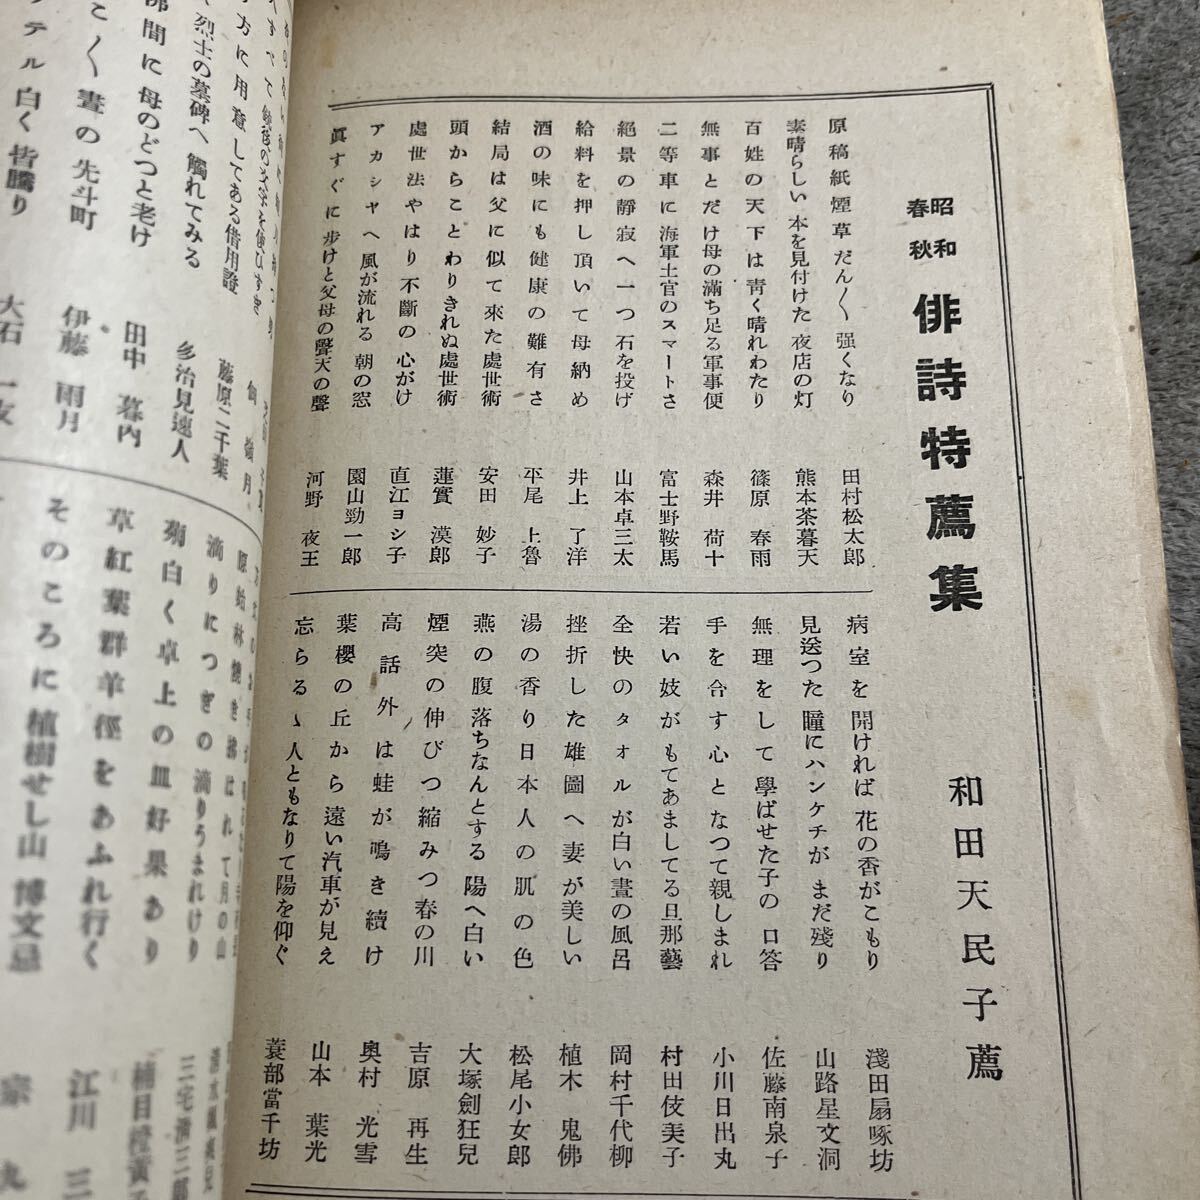 昭和
春秋
俳詩特薦集
和田天民子薦
原稿紙煙草だん〱强くなり 田村松太郎
素晴らしい本を見付けた夜店の灯 熊本茶暮天
百姓の天下は靑く晴れわたり 篠原春雨
無事とだけ母の滿ち足る軍事便 森井荷十
二等車に海軍士官のスマートさ 富士野鞍馬
絕景の靜寂へ一つ石を投げ 山本卓三太
給料を押し頂いて母納め 井上了洋
酒の味にも健康の難有さ 平尾上魯
結局は父に似て來た處世術 安田妙子
頭からことわりきれぬ處世術 蓮實漠郎
處世法やはり不斷の心がけ 直江ヨシ子
アカシヤへ風が流れる朝の窓 園山勁一郎
眞すぐに步けと父母の聲天の聲 河野夜王
病室を開ければ花の香がこもり 淺田扇啄坊
見送つた瞳にハンケチがまだ殘り 山路星文洞
無理をして學ばせた子の口答 佐藤南泉子
手を合す心となつて親しまれ 小川日出丸
若い妓がもてあましてる旦那藝 村田伎美子
全快のタオルが白い晝の風呂 岡村千代柳
挫折した雄圖へ妻が美しい 植木鬼佛
湯の香り日本人の肌の色 松尾小女郎
燕の腹落ちなんとする陽へ白い 大塚劍狂兒
煙突の伸びつ縮みつ春の川 吉原再生
高話外は蛙が鳴き續け 奧村光雪
葉櫻の丘から遠い汽車が見え 山本葉光
忘らるゝ人ともなりて陽を仰ぐ 蓑部當千坊
方に用意してある借用證 藤原二千葉
烈士の墓碑へ觸れてみる 多治見速人
佛間に母のどつと老け 田中暮內
こ〱晝の先斗町 伊藤雨月
テル白く皆騰り 大石一
滴りにつぎの滴りうまれけり 三宅淸三郎
菊白く卓上の皿好果あり
草紅葉群羊徑をあふれ行く 江川三
そのころに植樹せし山博文忌